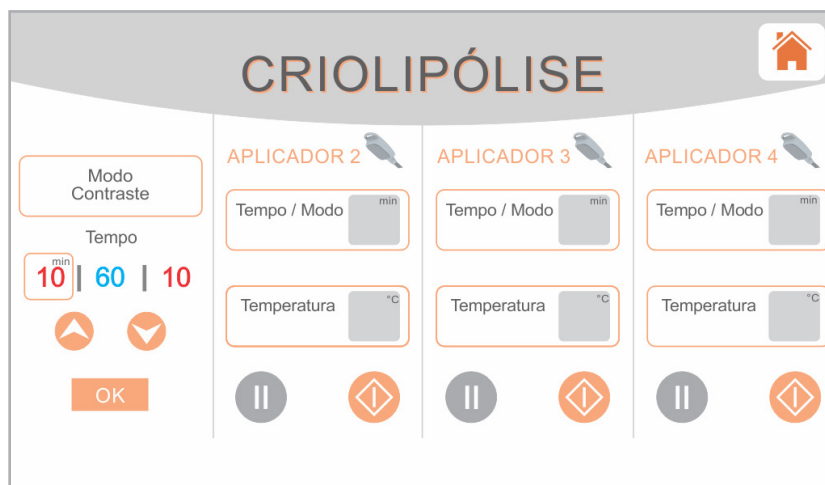 CRIOLIPÓLISE
Modo
Contraste
Tempo
min
10 | 60 | 10
OK
APLICADOR 2
Tempo / Modo
min
Temperatura
°C
APLICADOR 3
Tempo / Modo
min
Temperatura
°C
APLICADOR 4
Tempo / Modo
min
Temperatura
°C